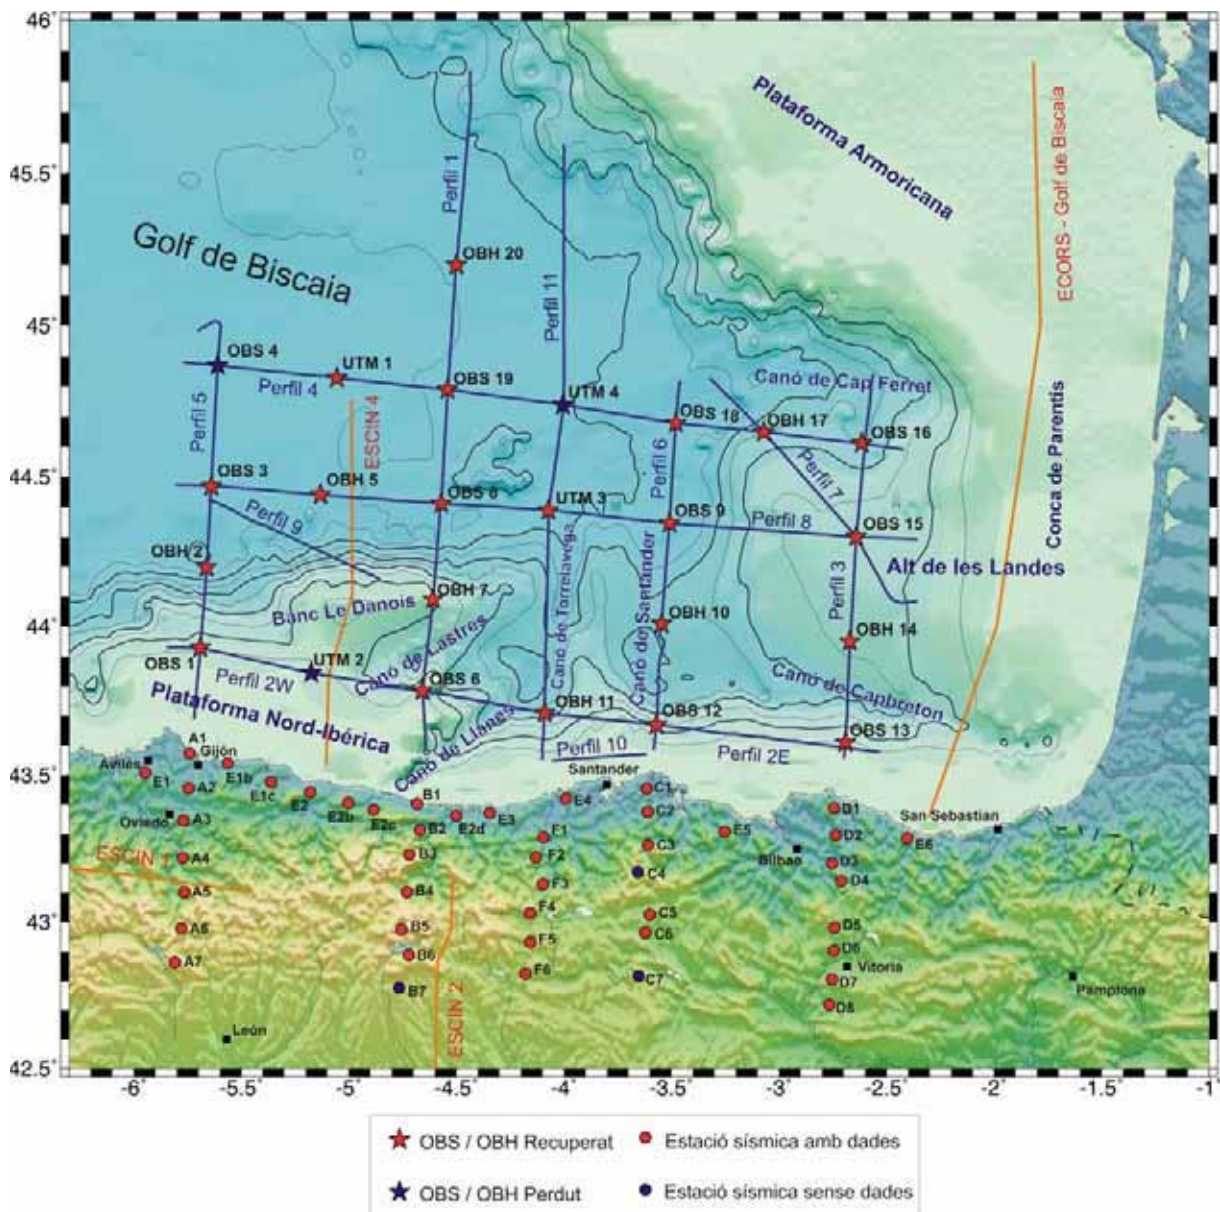 46˚
45.5˚
45˚
44.5˚
44˚
43.5˚
43˚
42.5˚
-6˚
-5.5˚
-5˚
-4.5˚
-4˚
-3.5˚
-3˚
-2.5˚
-2˚
-1.5˚
-1˚
Plataforma Armoricana
ECORS - Golf de Biscaia
Perfil 1
Golf de Biscaia
OBH 20
Perfil 11
OBS 4
UTM 1
Perfil 4
OBS 19
UTM 4
Canó de Cap Ferret
OBS 18
OBH 17
OBS 16
Perfil 5
ESCIN 4
Perfil 6
Perfil 7
Conca de Parentis
OBS 3
OBH 5
OBS 8
UTM 3
OBS 9
Perfil 8
OBS 15
Perfil 9
OBH 2
Canó de Torrelavega
Canó de Santander
Perfil 3
Alt de les Landes
OBH 7
Banc Le Danois
Canó de Lastres
OBH 10
OBH 14
OBS 1
UTM 2
Perfil 2W
OBS 6
Canó de Capbreton
Plataforma Nord-Ibérica
Canó de Llanes
OBH 11
OBS 12
OBS 13
Perfil 10
Perfil 2E
A1
Gijón
Avilés
E1
A2
E1b
E1c
E2
E2b
E2c
B1
E2d
E3
E4
Santander
C1
C2
D1
San Sebastian
Oviedo
A3
B2
F1
C3
E5
Bilbao
D2
E6
ESCIN 1
A4
B3
F2
C4
D3
D4
A5
B4
F3
F4
C5
A6
B5
F5
C6
D5
D6
A7
B6
F6
C7
Vitoria
D7
Pamplona
B7
D8
León
ESCIN 2
OBS / OBH Recuperat
Estació sísmica amb dades
OBS / OBH Perdut
Estació sísmica sense dades